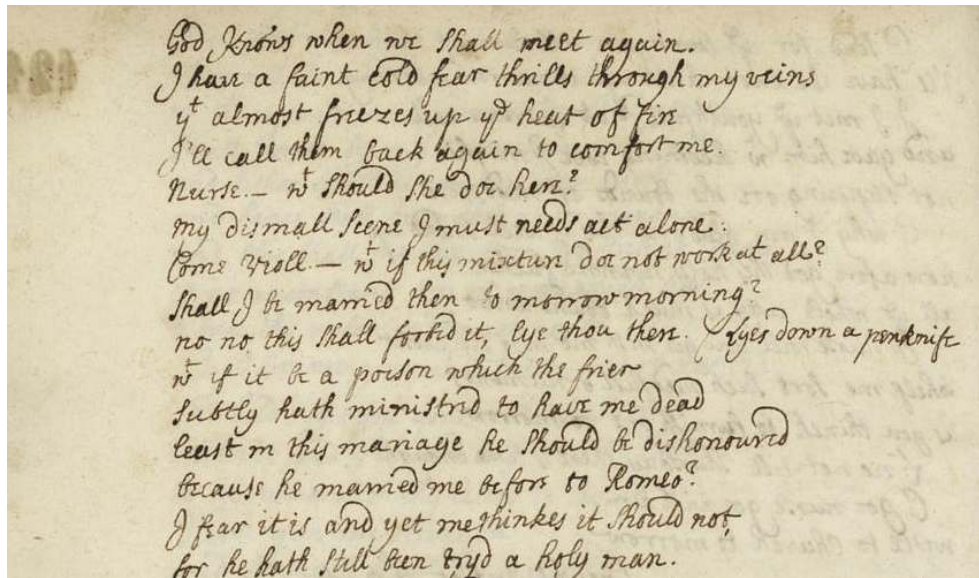 God Knows when we shall meet again.
I have a faint cold fear thrills through my veins
yt almost freezes up ye heat of fire
I'll call them back again to comfort me.
Nurse – wt should she doe here?
my dismall scene I must needs act alone.
Come Violl – wt if this mixture doe not work at all?
Shall I be married then to morrow morning?
no no this shall forbid it, lye thou there. / Lyes down a penknife
wt if it be a poison which the frier
subtly hath ministred to have me dead
least in this mariage he should be dishonoured
because he married me before to Romeo?
I fear it is and yet methinkes it should not,
for he hath still been tryd a holy man.